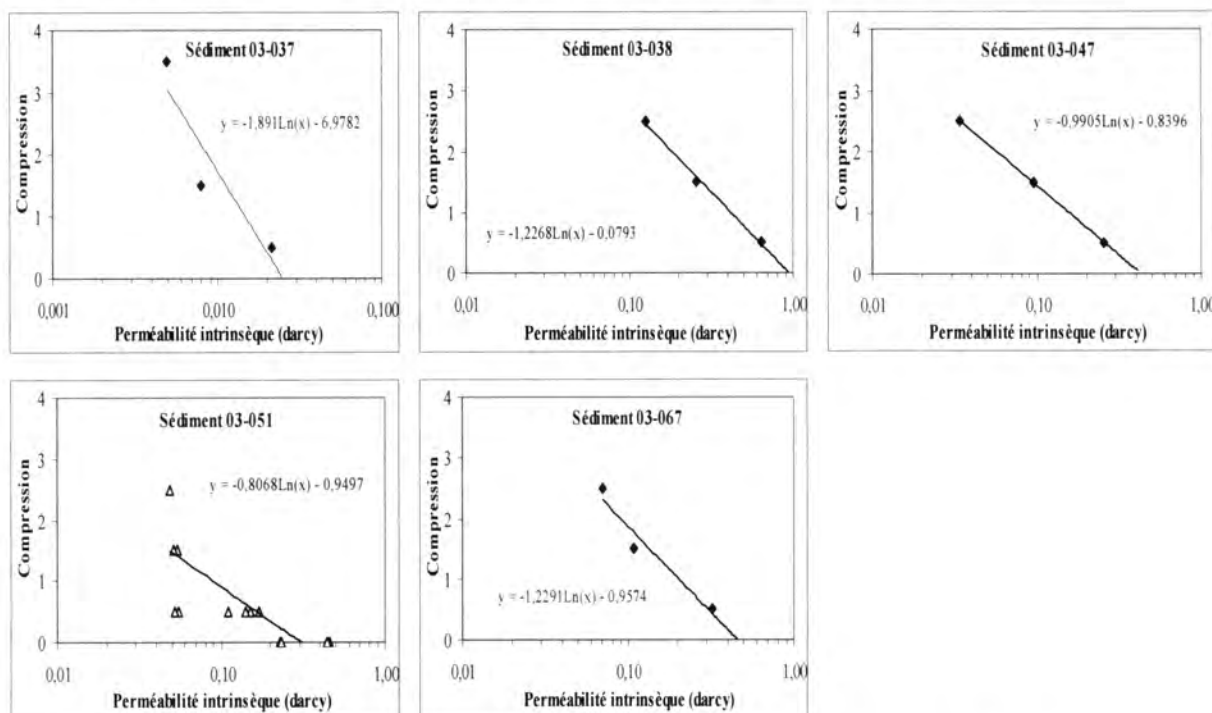 Sédiment 03-037
Compression
4
3
2
1
0
y = -1,891Ln(x) - 6,9782
0,001
0,010
0,100
Perméabilité intrinsèque (darcy)
Sédiment 03-038
Compression
4
3
2
1
0
y = -1,2268Ln(x) - 0,0793
0,01
0,10
1,00
Perméabilité intrinsèque (darcy)
Sédiment 03-047
Compression
4
3
2
1
0
y = -0,9905Ln(x) - 0,8396
0,01
0,10
1,00
Perméabilité intrinsèque (darcy)
Sédiment 03-051
Compression
4
3
2
1
0
y = -0,8068Ln(x) - 0,9497
0,01
0,10
1,00
Perméabilité intrinsèque (darcy)
Sédiment 03-067
Compression
4
3
2
1
0
y = -1,2291Ln(x) - 0,9574
0,01
0,10
1,00
Perméabilité intrinsèque (darcy)